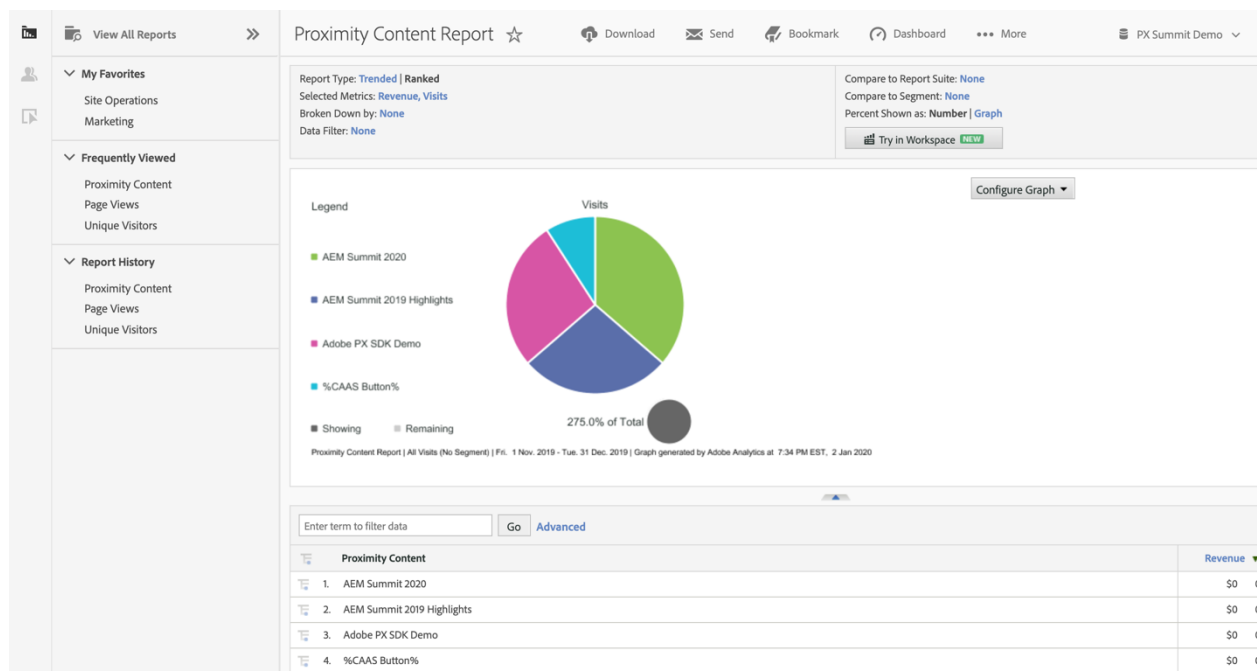 View All Reports
My Favorites
Site Operations
Marketing
Frequently Viewed
Proximity Content
Page Views
Unique Visitors
Report History
Proximity Content
Page Views
Unique Visitors
Proximity Content Report
Download
Send
Bookmark
Dashboard
More
PX Summit Demo
Report Type: Trended | Ranked
Selected Metrics: Revenue, Visits
Broken Down by: None
Data Filter: None
Compare to Report Suite: None
Compare to Segment: None
Percent Shown as: Number | Graph
Try in Workspace NEW
Configure Graph
Legend
Visits
AEM Summit 2020
AEM Summit 2019 Highlights
Adobe PX SDK Demo
%CAAS Button%
Showing Remaining
275.0% of Total
Proximity Content Report | All Visits (No Segment) | Fri. 1 Nov. 2019 - Tue. 31 Dec. 2019 | Graph generated by Adobe Analytics at 7:34 PM EST, 2 Jan 2020
Enter term to filter data Go Advanced
Proximity Content Revenue
1. AEM Summit 2020 $0
2. AEM Summit 2019 Highlights $0
3. Adobe PX SDK Demo $0
4. %CAAS Button% $0